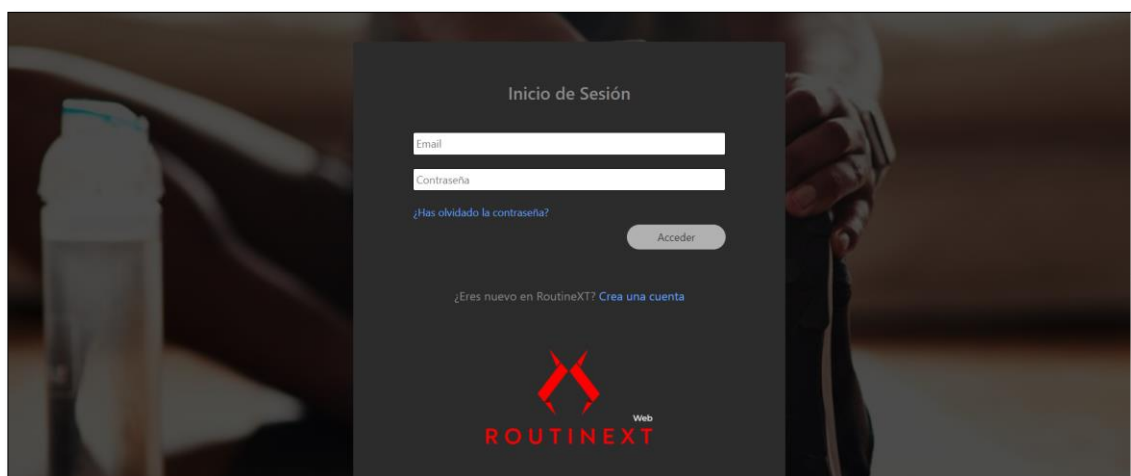 Inicio de Sesión
Email
Contraseña
¿Has olvidado la contraseña?
Acceder
¿Eres nuevo en RoutineXT? Crea una cuenta
Web
ROUTINEXT